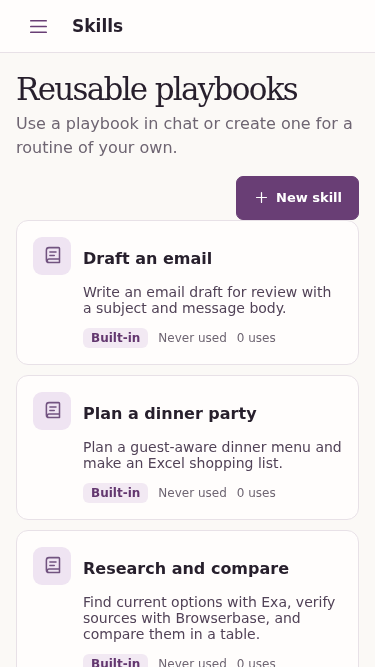 Skills
Reusable playbooks
Use a playbook in chat or create one for a
routine of your own.
New skill
Draft an email
Write an email draft for review with
a subject and message body.
Built-in Never used 0 uses
Plan a dinner party
Plan a guest-aware dinner menu and
make an Excel shopping list.
Built-in Never used 0 uses
Research and compare
Find current options with Exa, verify
sources with Browserbase, and
compare them in a table.
Built-in Never used 0 uses